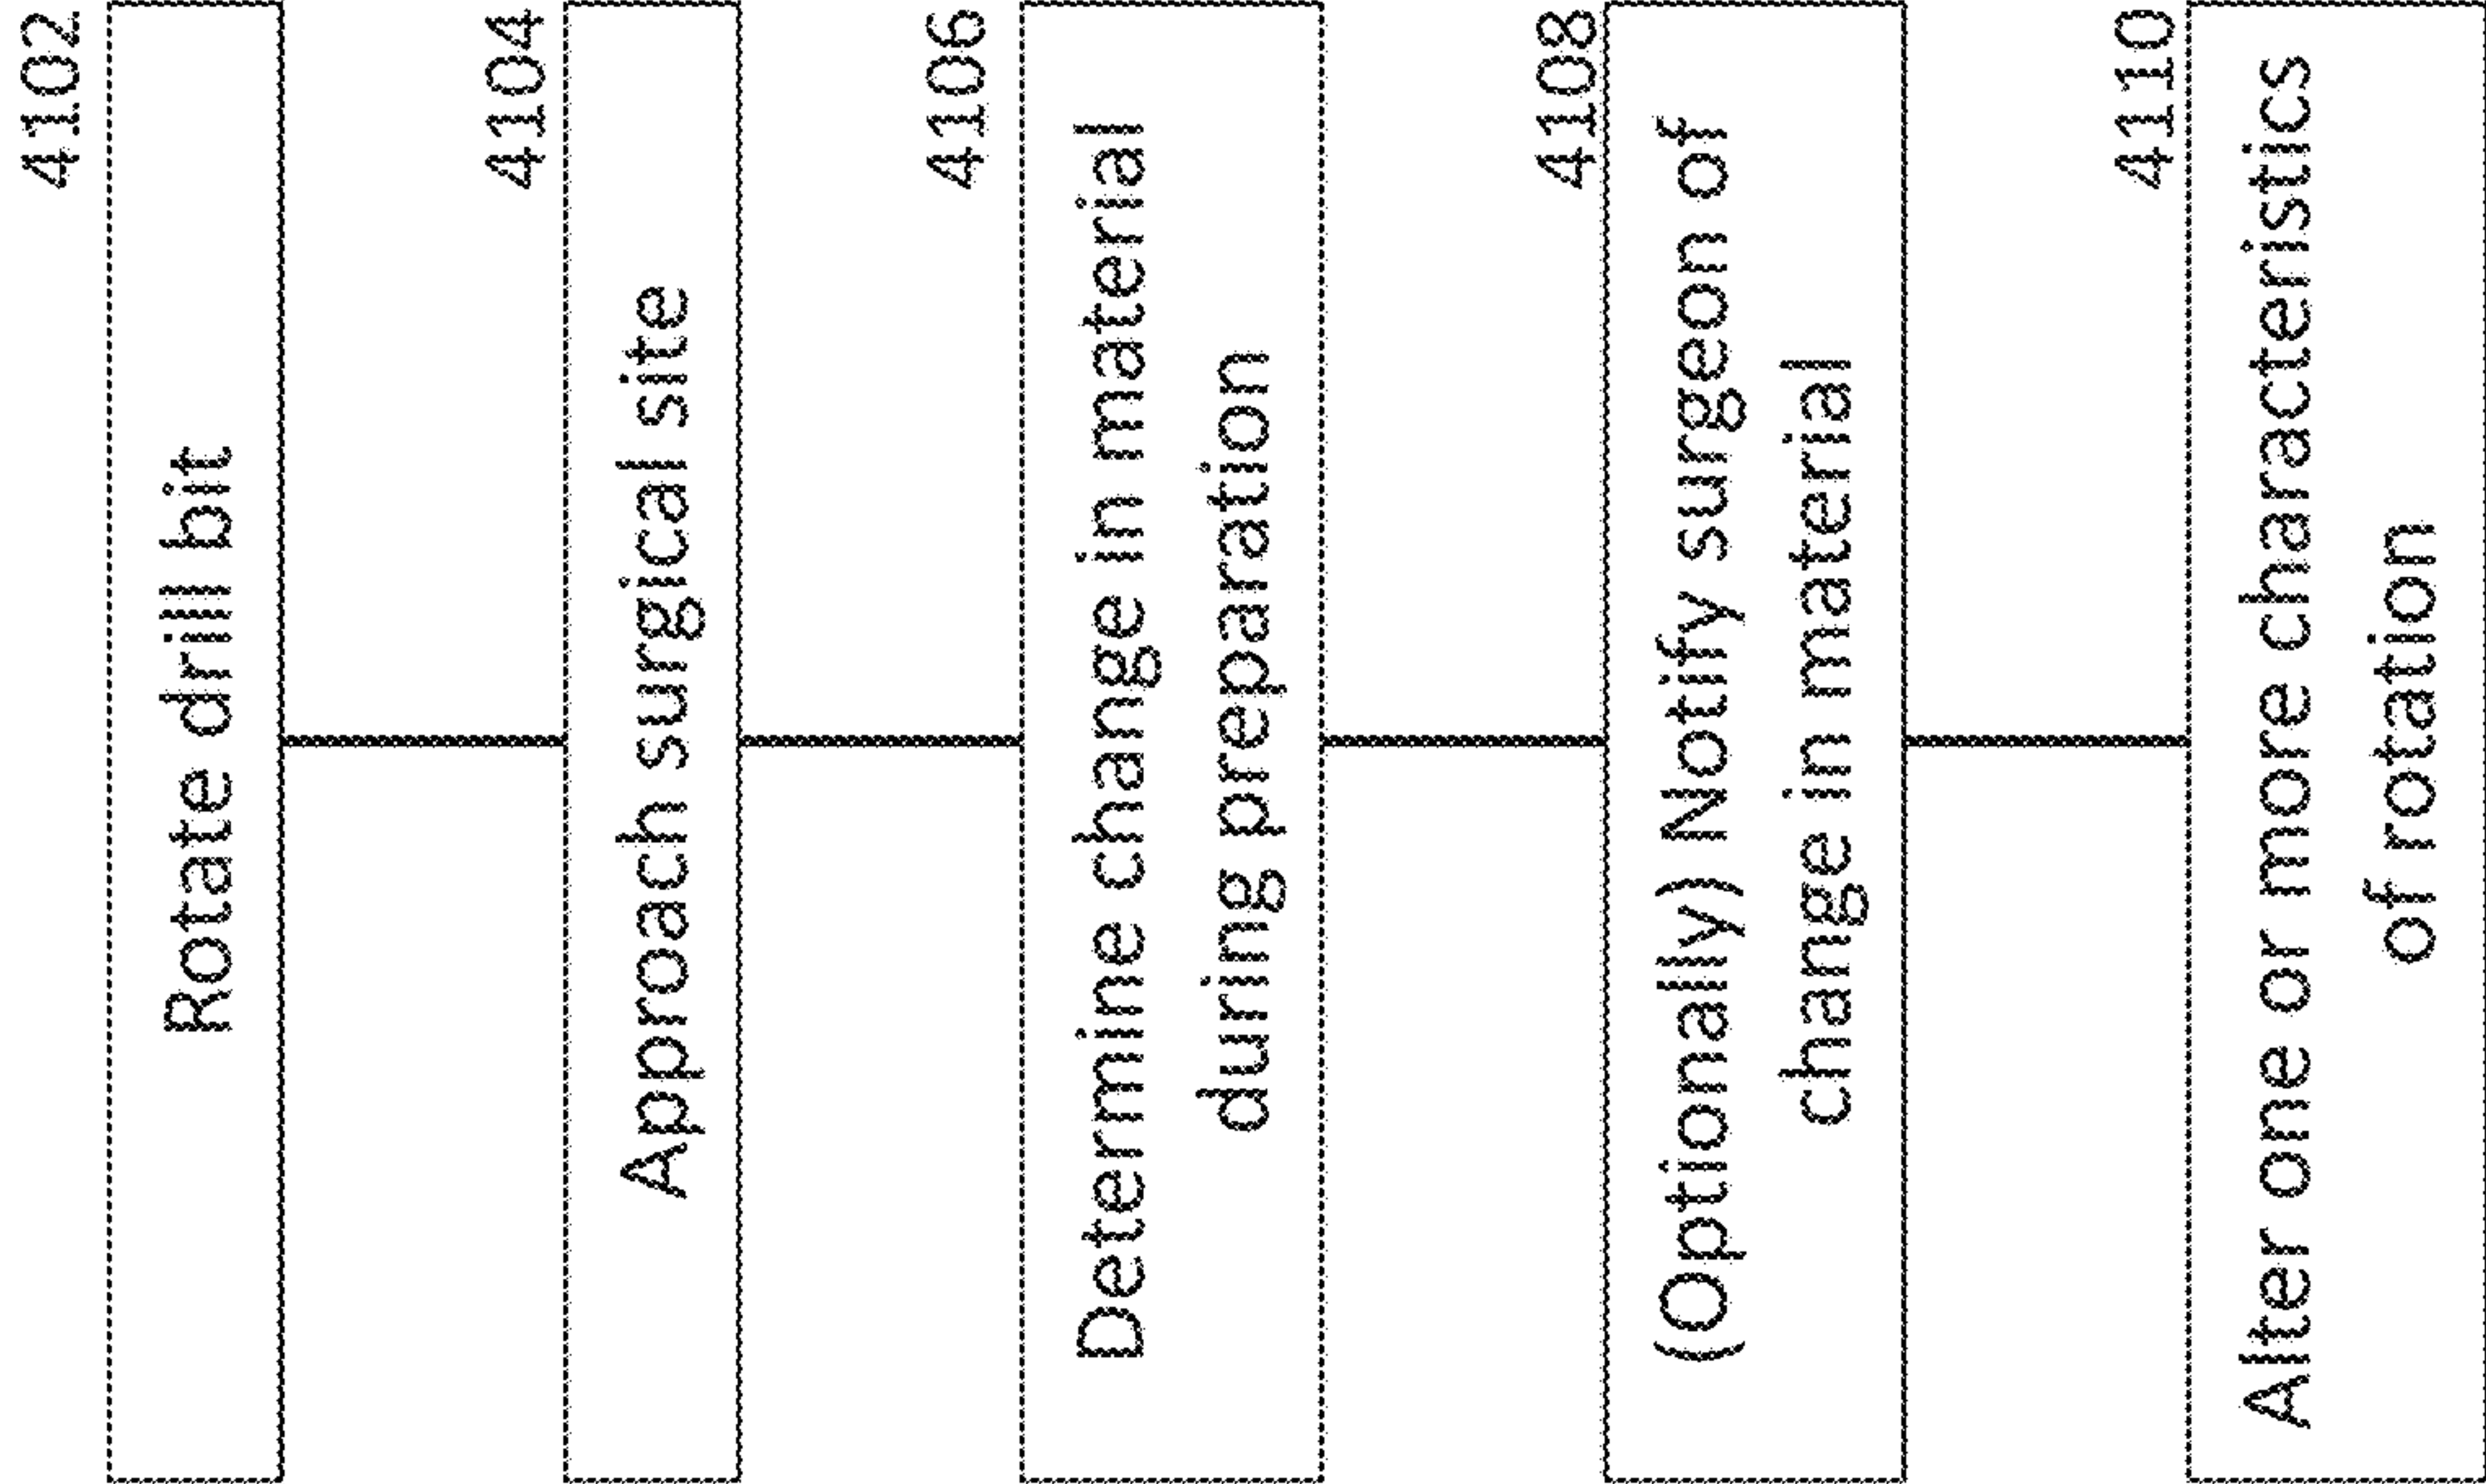 4102
Rotate drill bit
4104
Approach surgical site
4106
Determine change in material
during preparation
4108
(Optionally) Notify surgeon of
change in material
4110
Alter one or more characteristics
of rotation